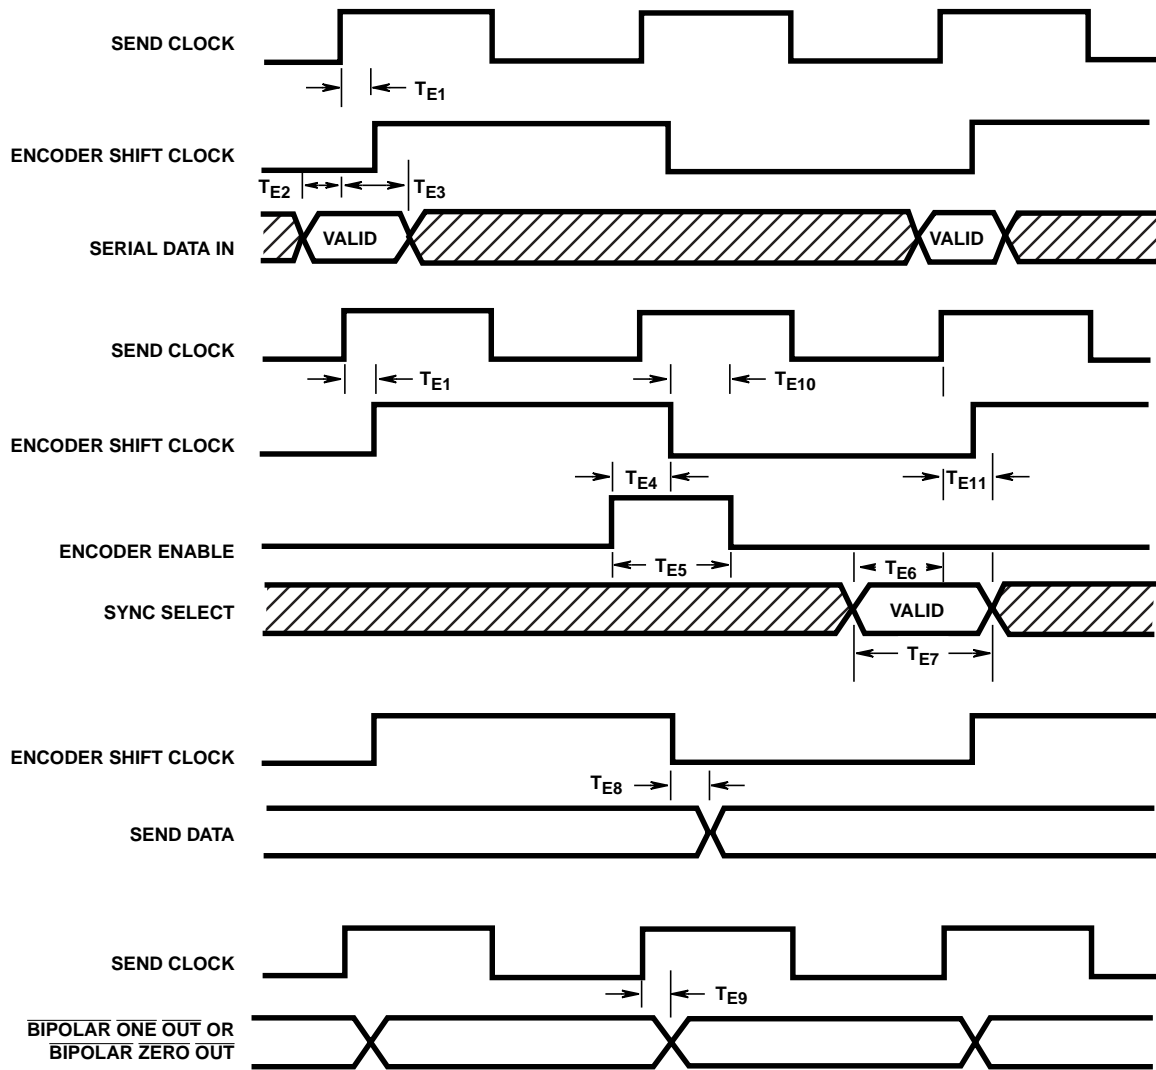 SEND CLOCK
TE1
ENCODER SHIFT CLOCK
TE2
TE3
SERIAL DATA IN
VALID
VALID
SEND CLOCK
TE1
TE10
ENCODER SHIFT CLOCK
TE4
TE11
ENCODER ENABLE
TE5
TE6
SYNC SELECT
VALID
TE7
ENCODER SHIFT CLOCK
TE8
SEND DATA
SEND CLOCK
TE9
BIPOLAR ONE OUT OR
BIPOLAR ZERO OUT